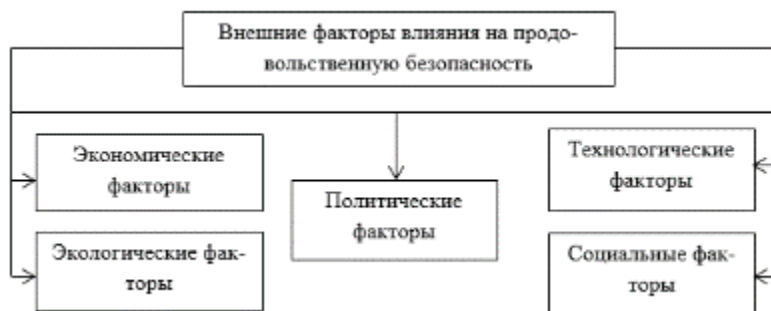 Внешние факторы влияния на продо-
вольственную безопасность
Экономические
факторы
Технологические
факторы
Политические
факторы
Экологические фак-
торы
Социальные фак-
торы